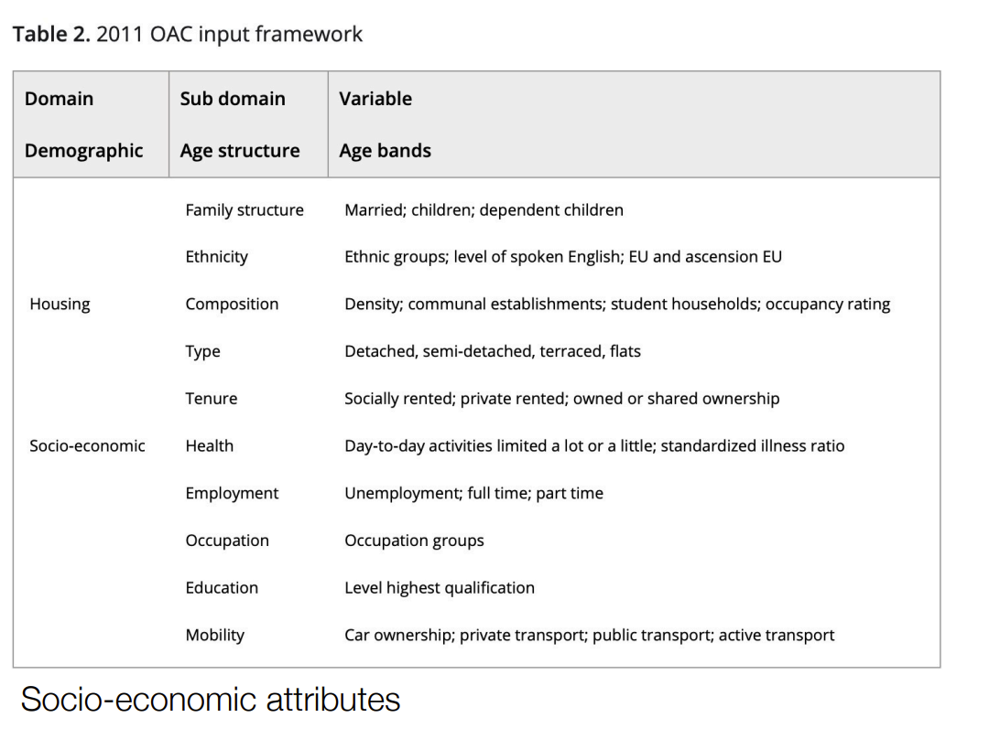 Table 2. 2011 OAC input framework
Domain Sub domain Variable
Demographic Age structure Age bands
Family structure Married; children; dependent children
Ethnicity Ethnic groups; level of spoken English; EU and ascension EU
Housing Composition Density; communal establishments; student households; occupancy rating
Type Detached, semi-detached, terraced, flats
Tenure Socially rented; private rented; owned or shared ownership
Socio-economic Health Day-to-day activities limited a lot or a little; standardized illness ratio
Employment Unemployment; full time; part time
Occupation Occupation groups
Education Level highest qualification
Mobility Car ownership; private transport; public transport; active transport
Socio-economic attributes